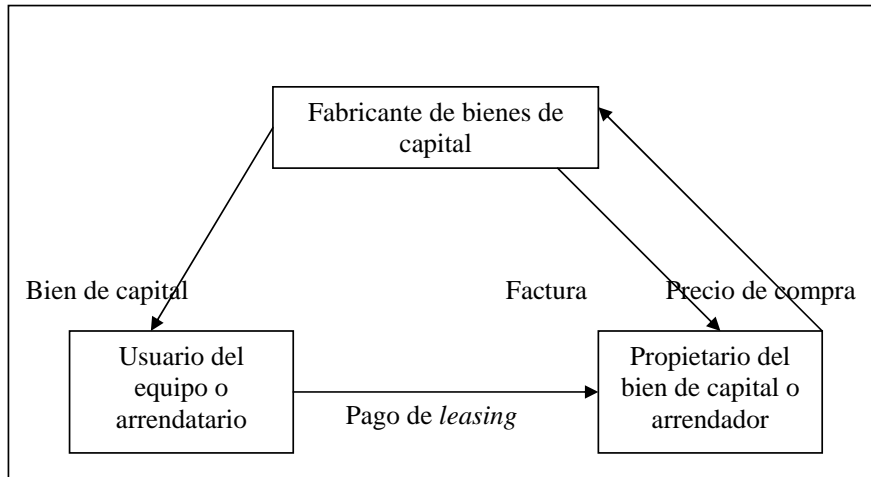 Fabricante de bienes de
capital
Bien de capital
Factura
Precio de compra
Usuario del
equipo o
arrendatario
Pago de leasing
Propietario del
bien de capital o
arrendador